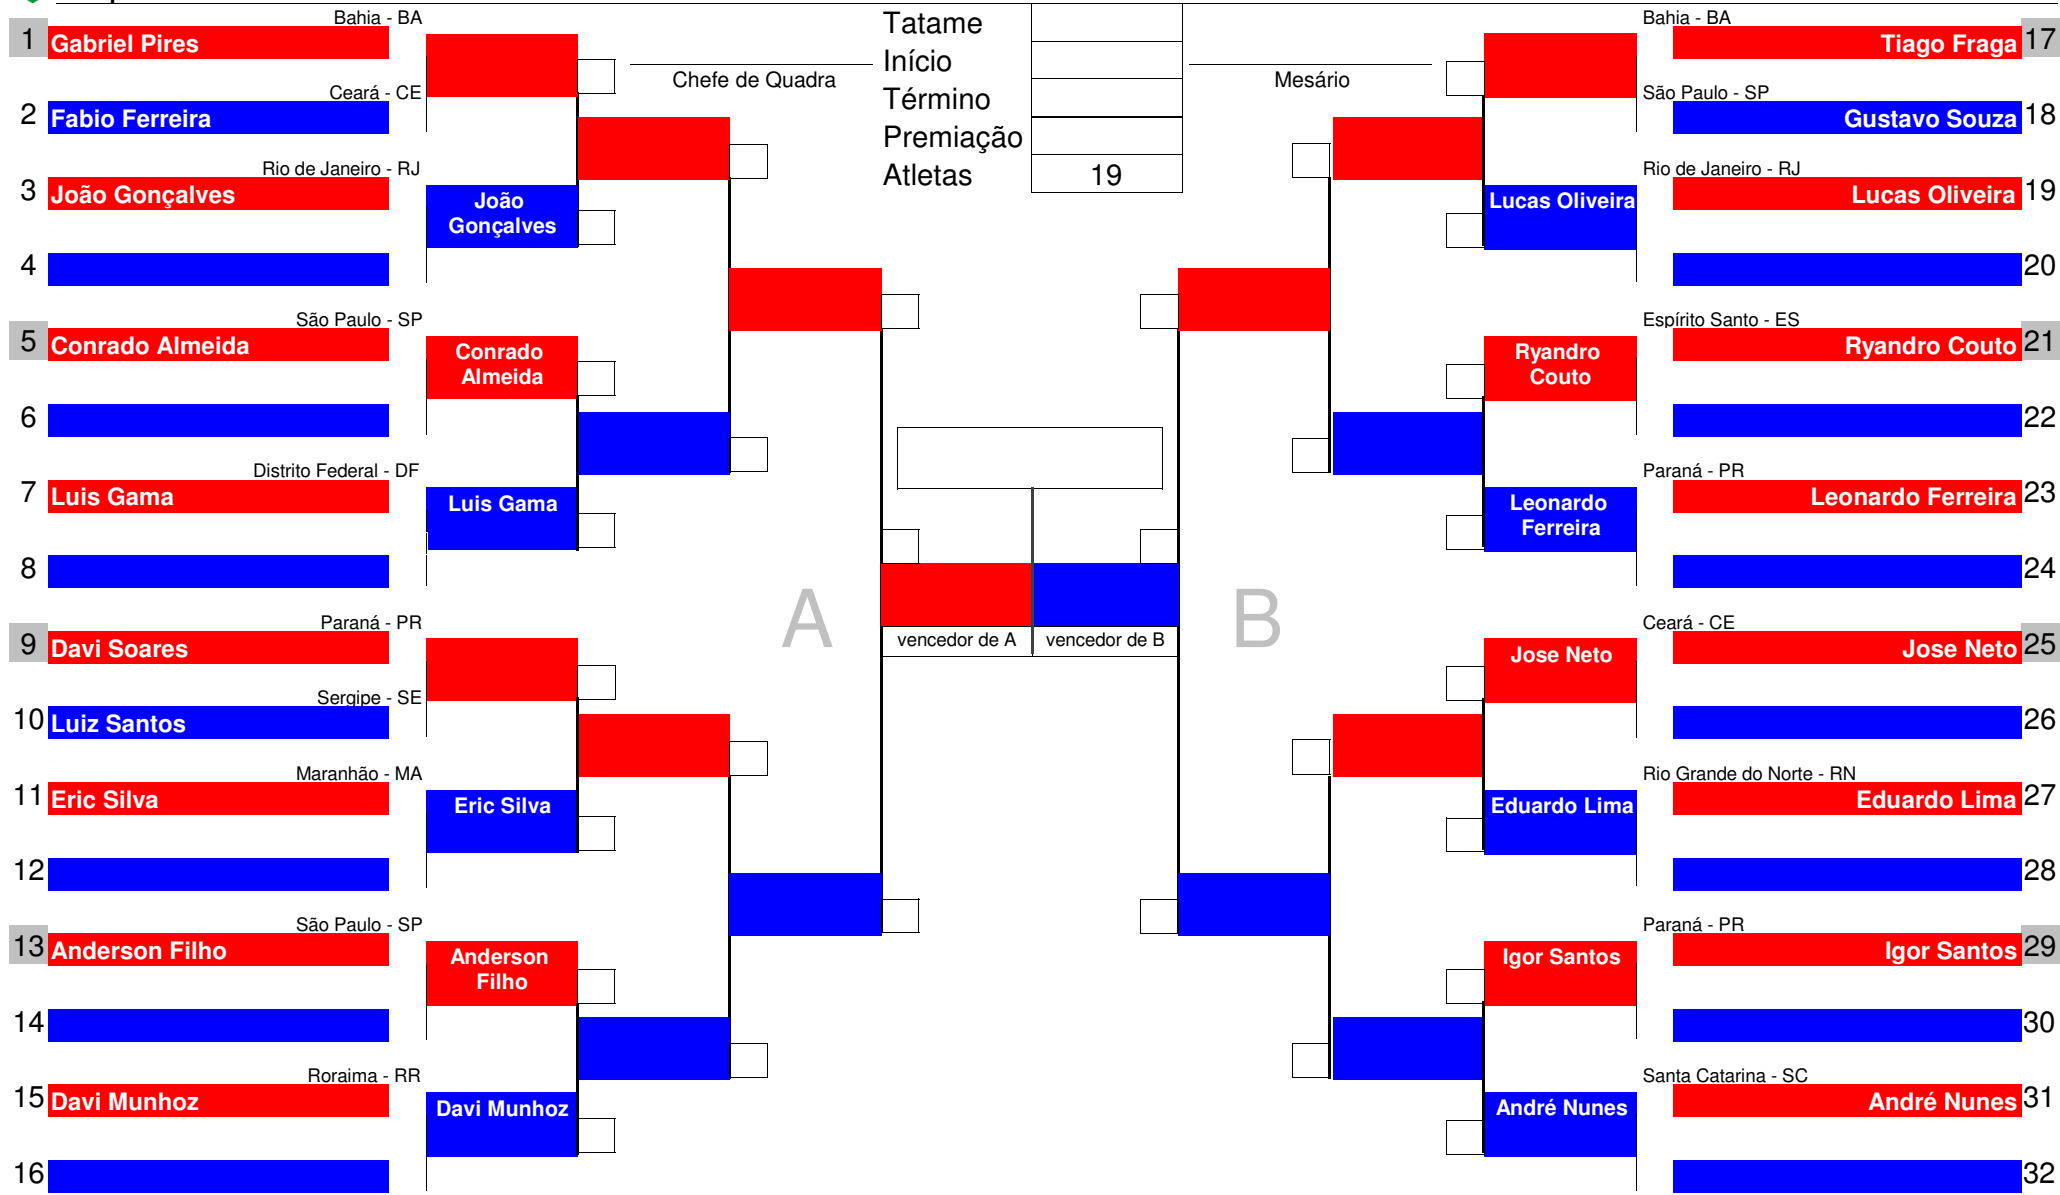 Bahia - BA
1 Gabriel Pires
Ceará - CE
2 Fabio Ferreira
Rio de Janeiro - RJ
3 João Gonçalves
João
Gonçalves
4
São Paulo - SP
5 Conrado Almeida
Conrado
Almeida
6
Distrito Federal - DF
7 Luis Gama
Luis Gama
8
Paraná - PR
9 Davi Soares
Sergipe - SE
10 Luiz Santos
Maranhão - MA
11 Eric Silva
Eric Silva
12
São Paulo - SP
13 Anderson Filho
Anderson
Filho
14
Roraima - RR
15 Davi Munhoz
Davi Munhoz
16
Chefe de Quadra
Tatame
Início
Término
Premiação
Atletas 19
Mesário
A
vencedor de A
vencedor de B
B
Bahia - BA
Tiago Fraga 17
São Paulo - SP
Gustavo Souza 18
Rio de Janeiro - RJ
Lucas Oliveira
Lucas Oliveira 19
20
Espírito Santo - ES
Ryandro
Couto
Ryandro Couto 21
22
Paraná - PR
Leonardo
Ferreira
Leonardo Ferreira 23
24
Ceará - CE
Jose Neto
Jose Neto 25
26
Rio Grande do Norte - RN
Eduardo Lima
Eduardo Lima 27
28
Paraná - PR
Igor Santos
Igor Santos 29
30
Santa Catarina - SC
André Nunes
André Nunes 31
32